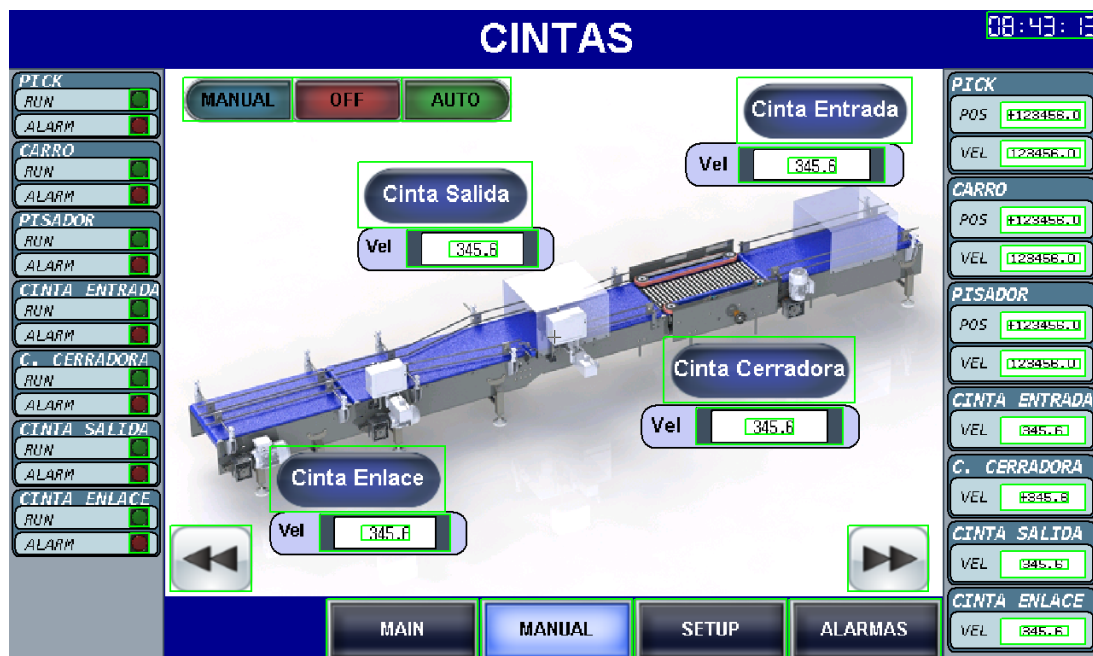 CINTAS
08:43:13
PICK
RUN
ALARM
CARRO
RUN
ALARM
PISADOR
RUN
ALARM
CINTA ENTRADA
RUN
ALARM
C. CERRADORA
RUN
ALARM
CINTA SALIDA
RUN
ALARM
CINTA ENLACE
RUN
ALARM
MANUAL OFF AUTO
Cinta Entrada
Vel 345.6
Cinta Salida
Vel 345.6
Cinta Cerradora
Vel 345.6
Cinta Enlace
Vel 345.6
PICK
POS +123456.0
VEL 123456.0
CARRO
POS +123456.0
VEL 123456.0
PISADOR
POS +123456.0
VEL 123456.0
CINTA ENTRADA
VEL 345.6
C. CERRADORA
VEL +345.6
CINTA SALIDA
VEL 345.6
CINTA ENLACE
VEL 345.6
MAIN MANUAL SETUP ALARMAS